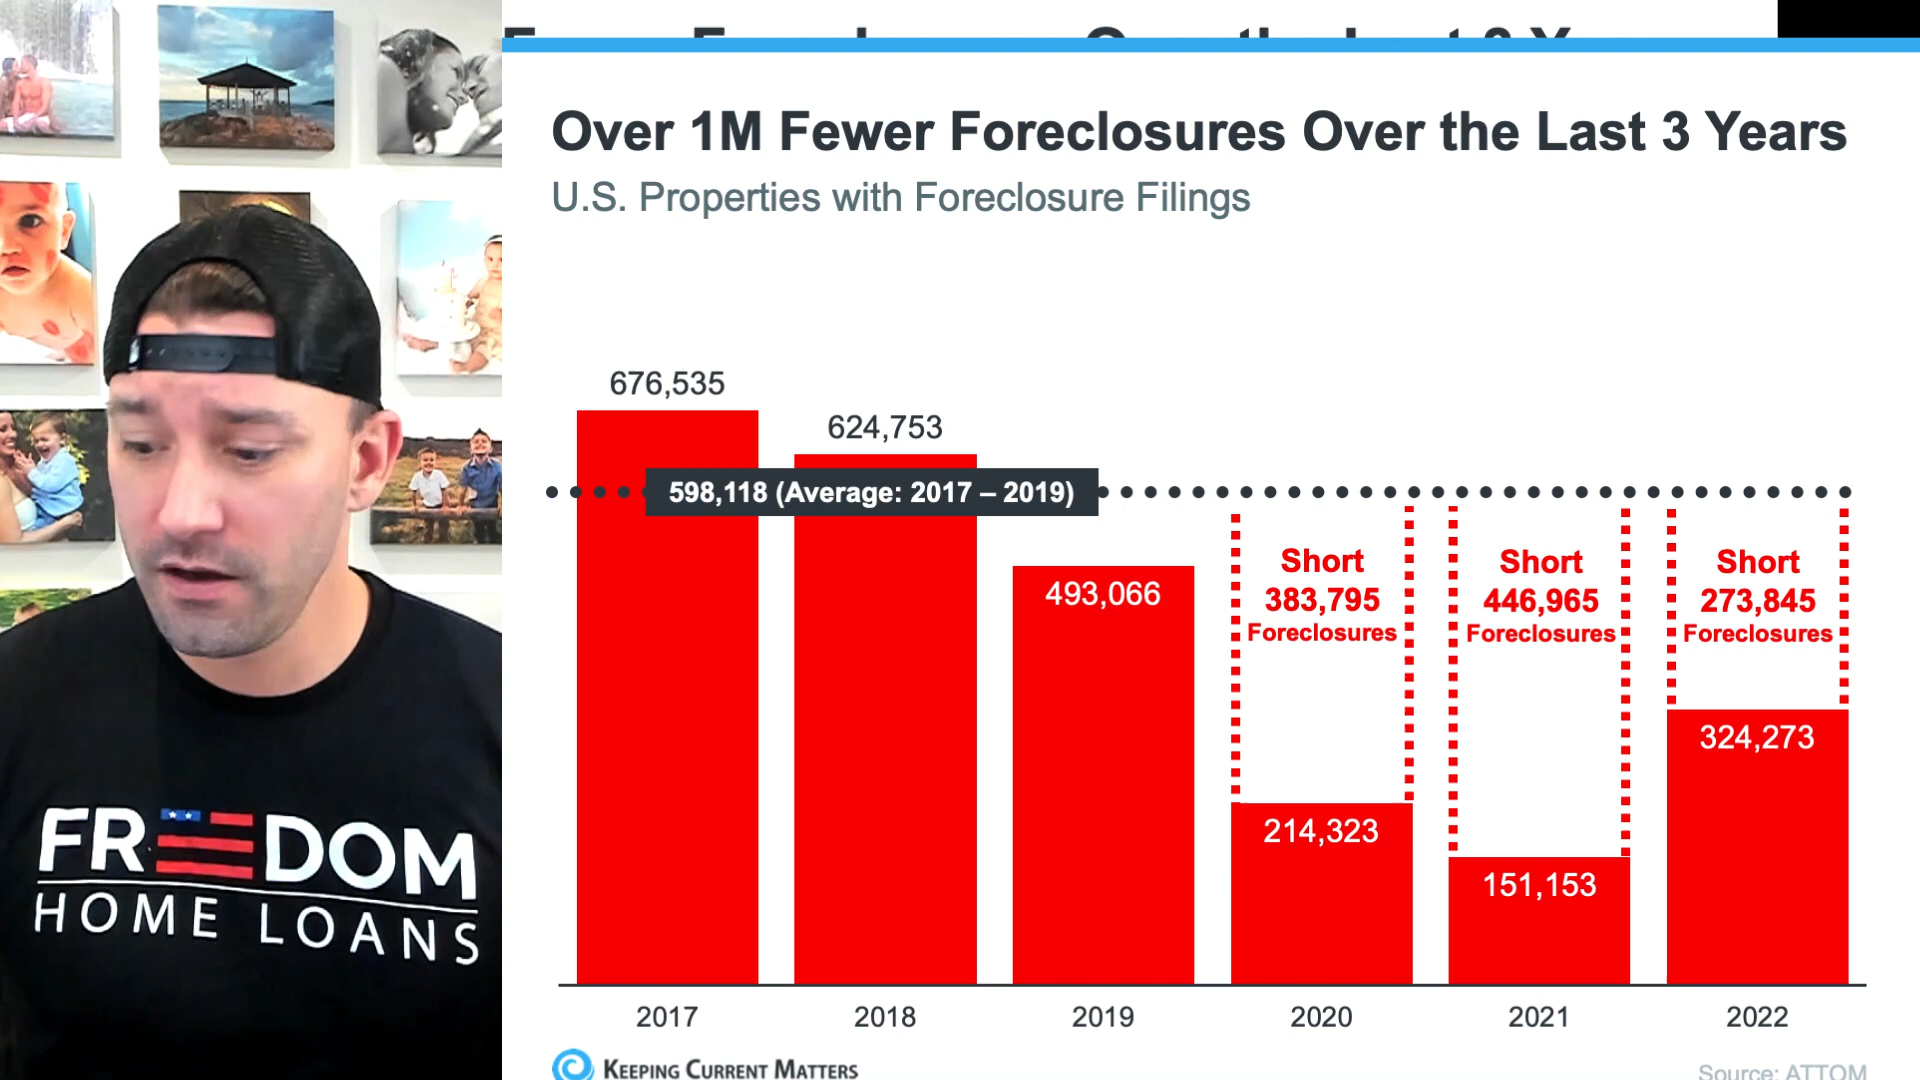 Over 1M Fewer Foreclosures Over the Last 3 Years
U.S. Properties with Foreclosure Filings
676,535
624,753
598,118 (Average: 2017 – 2019)
493,066
Short
383,795
Foreclosures
Short
446,965
Foreclosures
Short
273,845
Foreclosures
214,323
151,153
324,273
2017
2018
2019
2020
2021
2022
KEEPING CURRENT MATTERS
Source: ATTOM
FREEDOM
HOME LOANS